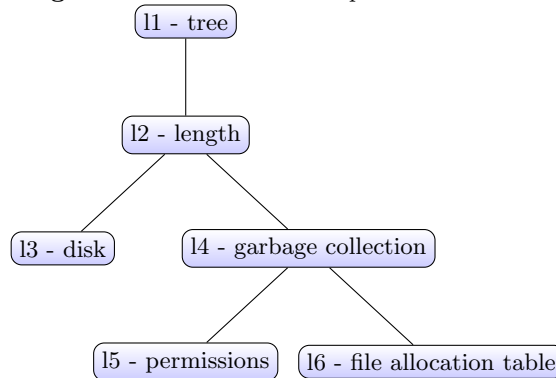 l1 - tree
l2 - length
l3 - disk
l4 - garbage collection
l5 - permissions
l6 - file allocation table